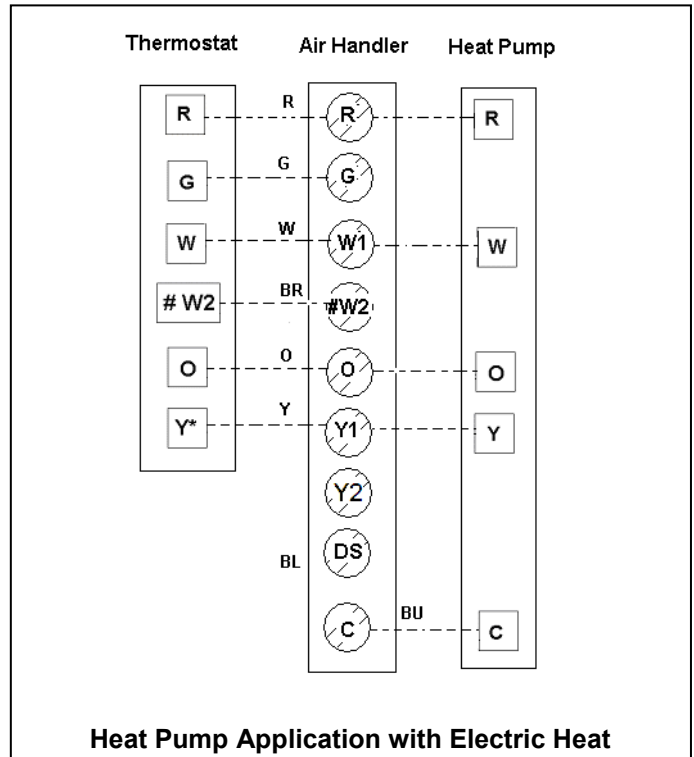 Thermostat Air Handler Heat Pump
R R R R
G G G
W W W1 W
# W2 BR #W2
O O O O
Y* Y Y1 Y
Y2
BL DS
C BU C
Heat Pump Application with Electric Heat